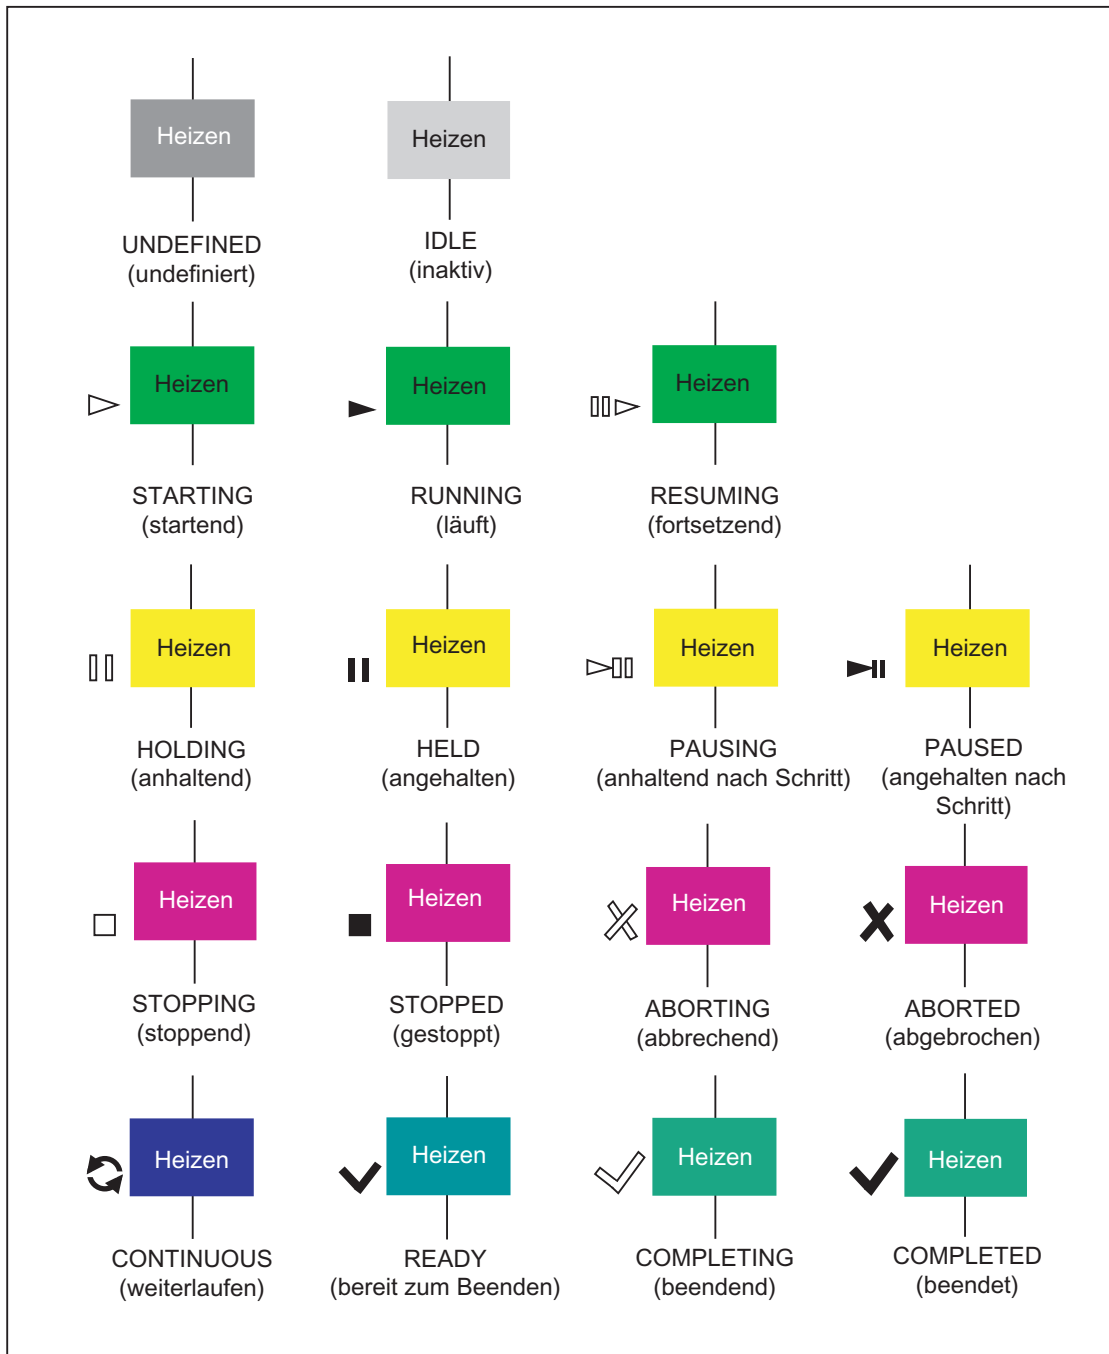 Heizen
Heizen
UNDEFINED
(undefiniert)
IDLE
(inaktiv)
Heizen
Heizen
Heizen
STARTING
(startend)
RUNNING
(läuft)
RESUMING
(fortsetzend)
Heizen
Heizen
Heizen
Heizen
HOLDING
(anhaltend)
HELD
(angehalten)
PAUSING
(anhaltend nach Schritt)
PAUSED
(angehalten nach
Schritt)
Heizen
Heizen
Heizen
Heizen
STOPPING
(stoppend)
STOPPED
(gestoppt)
ABORTING
(abbrechend)
ABORTED
(abgebrochen)
Heizen
Heizen
Heizen
Heizen
CONTINUOUS
(weiterlaufen)
READY
(bereit zum Beenden)
COMPLETING
(beendend)
COMPLETED
(beendet)